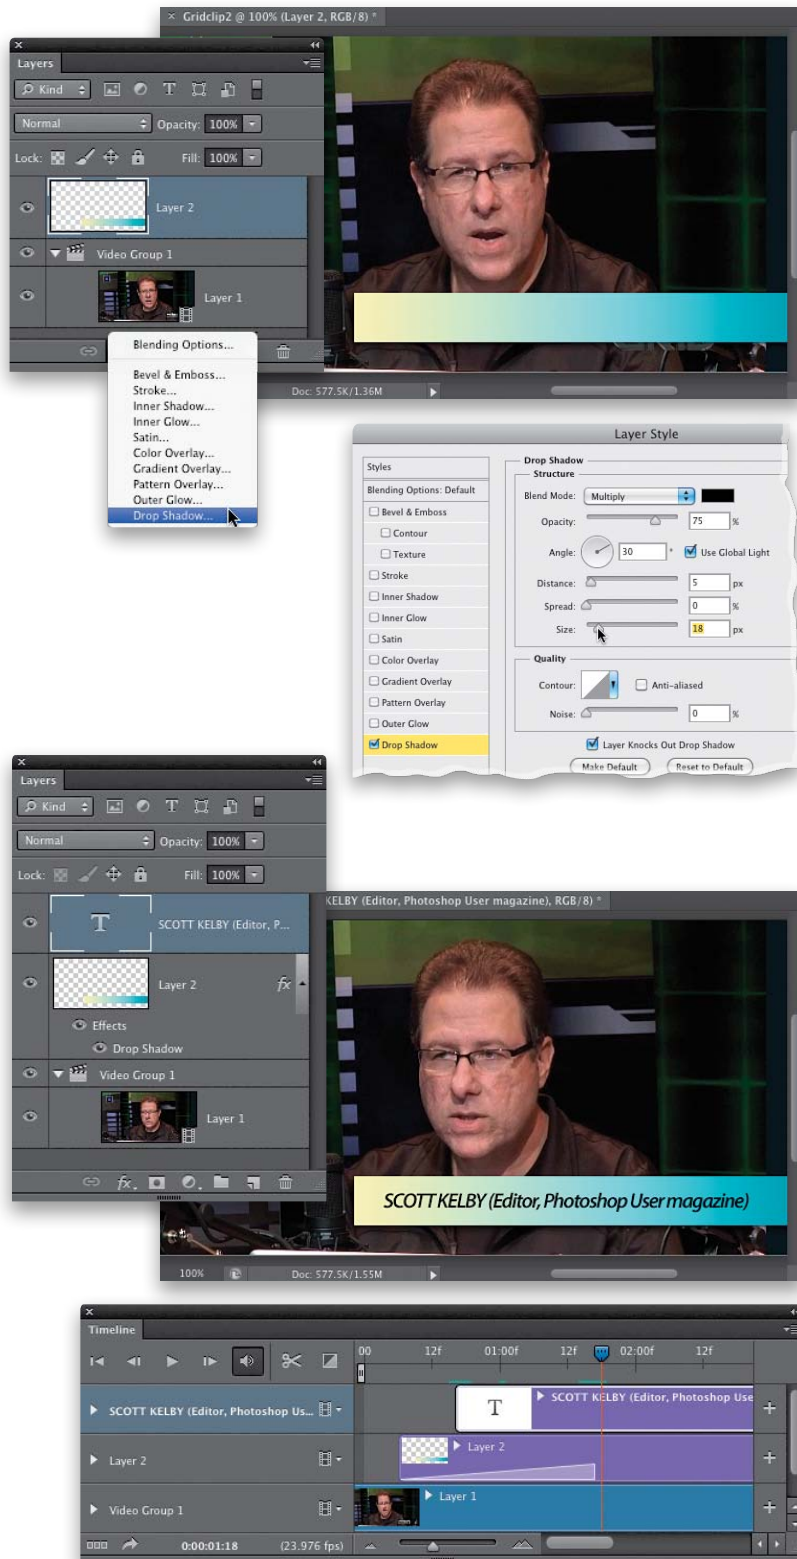 × Gridclip2 @ 100% (Layer 2, RGB/8) *
Layers
Kind
T
Normal
Opacity: 100%
Lock:
Fill: 100%
Layer 2
Video Group 1
Layer 1
Blending Options...
Bevel & Emboss...
Stroke...
Inner Shadow...
Inner Glow...
Satin...
Color Overlay...
Gradient Overlay...
Pattern Overlay...
Outer Glow...
Drop Shadow...
Doc: 577.5K/1.36M
Layer Style
Styles
Blending Options: Default
Bevel & Emboss
Contour
Texture
Stroke
Inner Shadow
Inner Glow
Satin
Color Overlay
Gradient Overlay
Pattern Overlay
Outer Glow
Drop Shadow
Drop Shadow
Structure
Blend Mode: Multiply
Opacity: 75 %
Angle: 30 ° Use Global Light
Distance: 5 px
Spread: 0 %
Size: 18 px
Quality
Contour: Anti-aliased
Noise: 0 %
Layer Knocks Out Drop Shadow
Make Default Reset to Default
Layers
Kind
T
Normal
Opacity: 100%
Lock:
Fill: 100%
T SCOTT KELBY (Editor, P...
Layer 2 fx
Effects
Drop Shadow
Video Group 1
Layer 1
fx.
KELBY (Editor, Photoshop User magazine), RGB/8) *
SCOTT KELBY (Editor, Photoshop User magazine)
100% Doc: 577.5K/1.55M
Timeline
00 12f 01:00f 12f 02:00f 12f
SCOTT KELBY (Editor, Photoshop Us...
T SCOTT KELBY (Editor, Photoshop Use
Layer 2
Layer 2
Video Group 1
Layer 1
0:00:01:18 (23.976 fps)